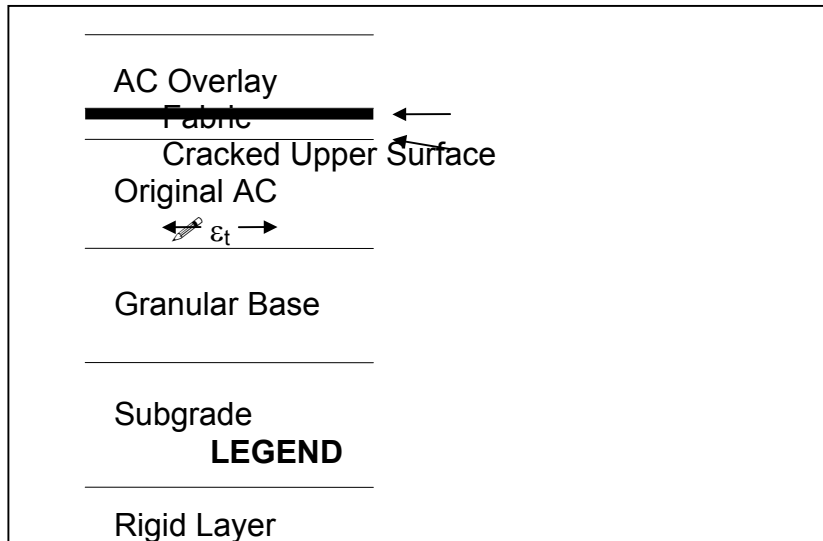 AC Overlay
Fabric
Cracked Upper Surface
Original AC
εt
Granular Base
Subgrade
LEGEND
Rigid Layer